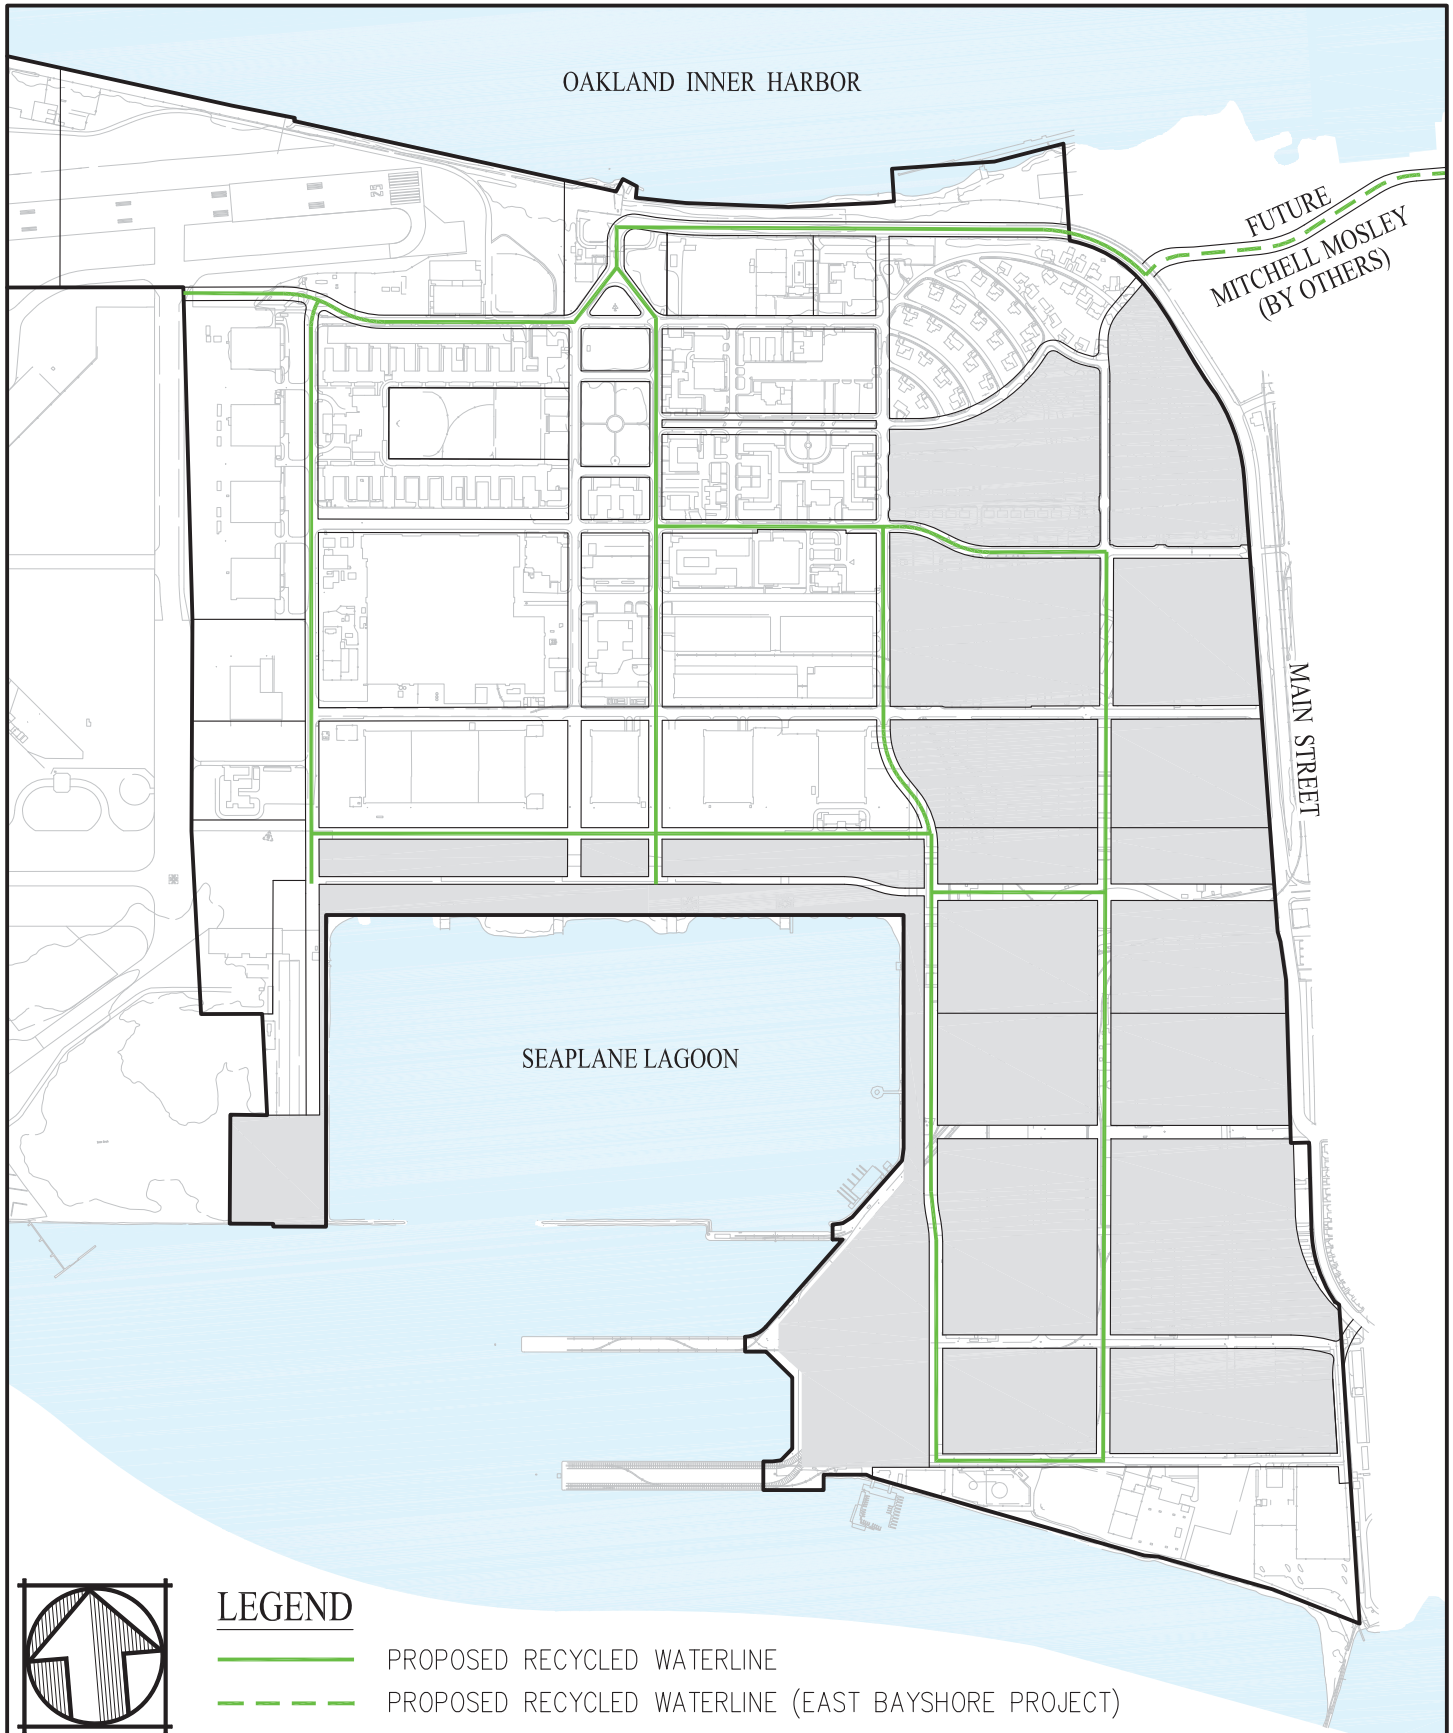 OAKLAND INNER HARBOR
FUTURE
MITCHELL MOSLEY
(BY OTHERS)
MAIN STREET
SEAPLANE LAGOON
LEGEND
PROPOSED RECYCLED WATERLINE
PROPOSED RECYCLED WATERLINE (EAST BAYSHORE PROJECT)